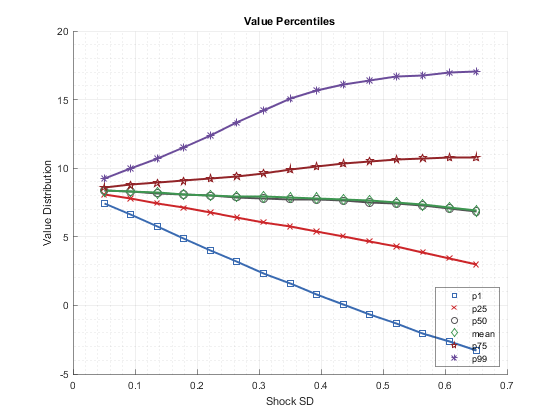 Value Percentiles
20
15
10
5
0
-5
Value Distribution
0
0.1
0.2
0.3
0.4
0.5
0.6
0.7
Shock SD
p1
p25
p50
mean
p75
p99